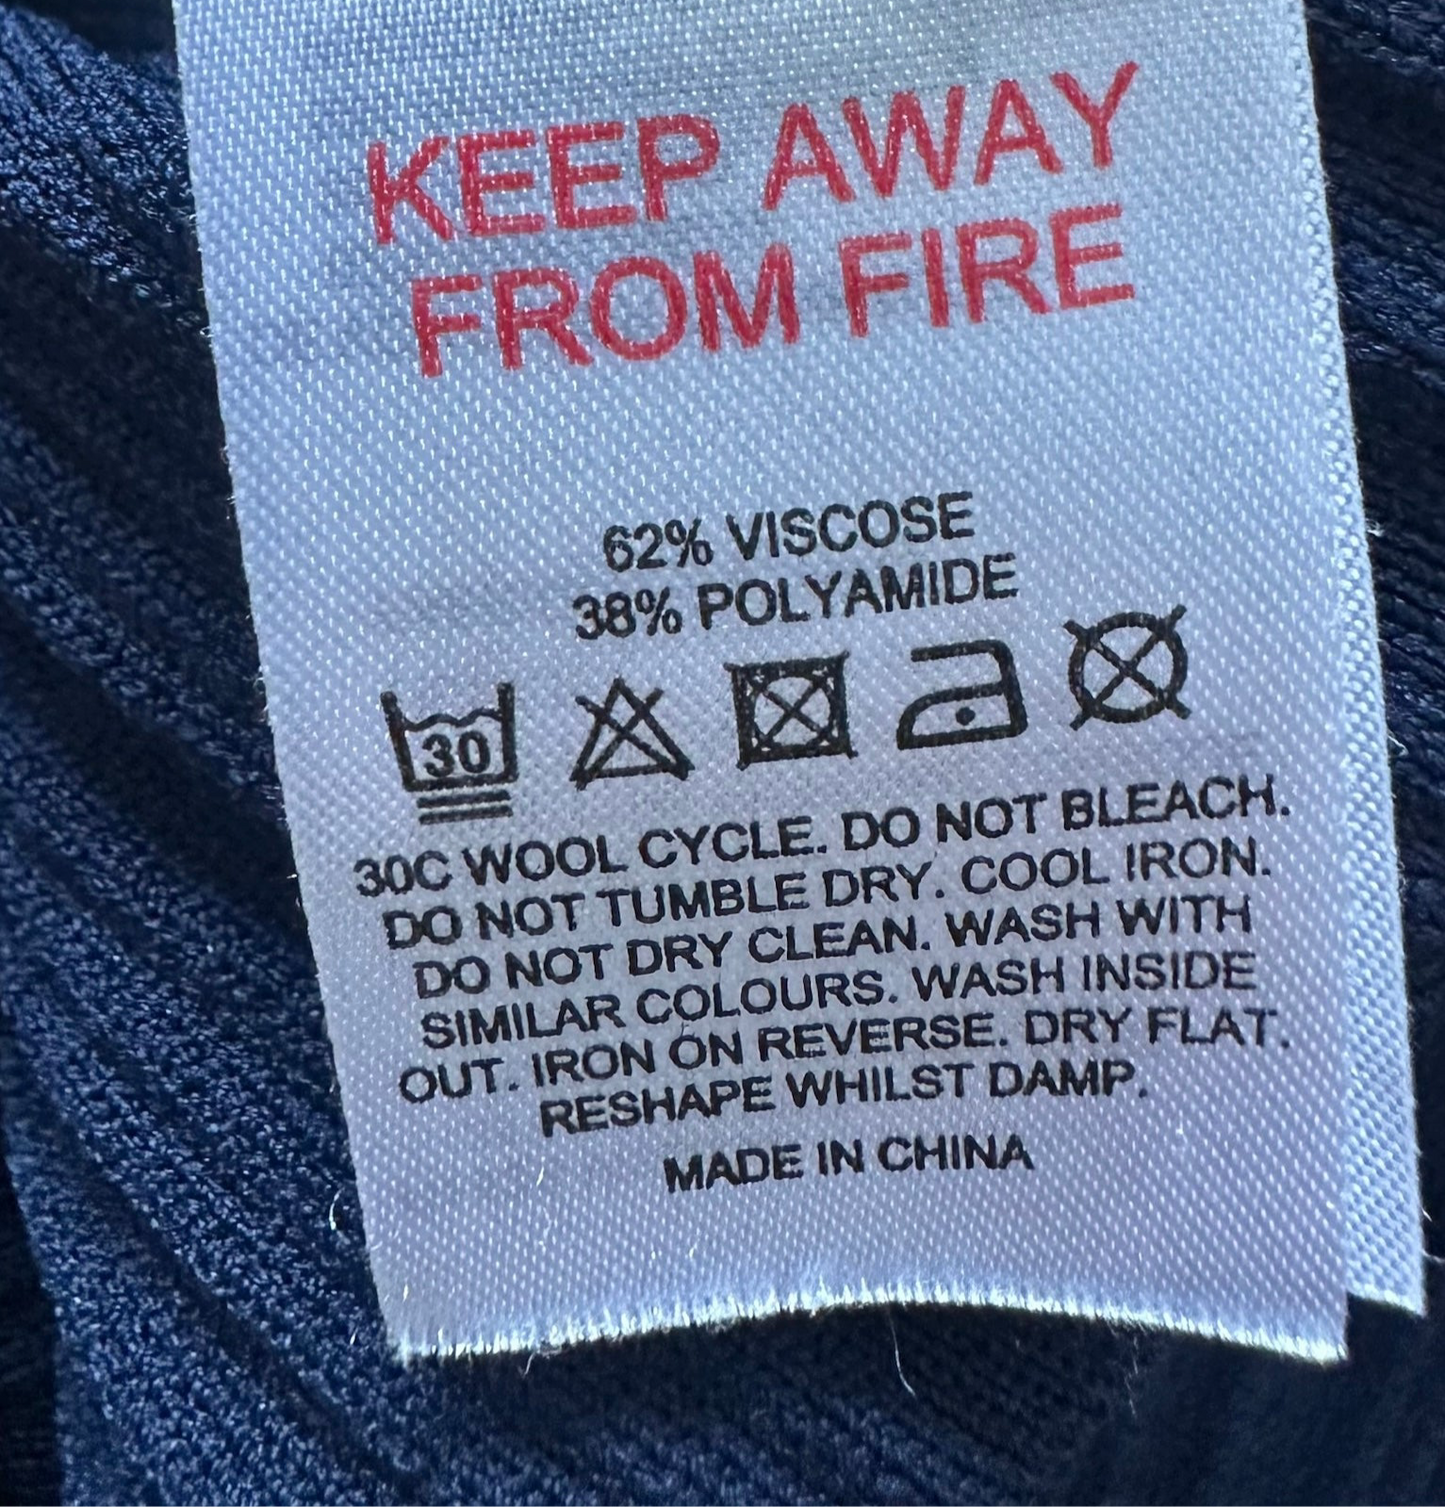 KEEP AWAY
FROM FIRE
62% VISCOSE
38% POLYAMIDE
30
30C WOOL CYCLE. DO NOT BLEACH.
DO NOT TUMBLE DRY. COOL IRON.
DO NOT DRY CLEAN. WASH WITH
SIMILAR COLOURS. WASH INSIDE
OUT. IRON ON REVERSE. DRY FLAT.
RESHAPE WHILST DAMP.
MADE IN CHINA